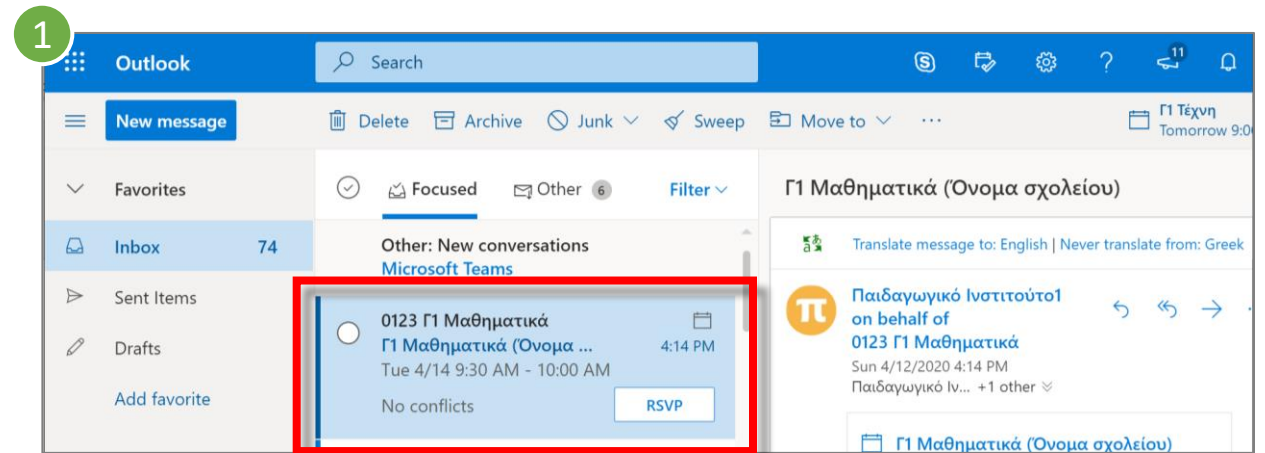 1
Outlook
Search
11
New message
Delete
Archive
Junk
Sweep
Move to
Γ1 Τέχνη
Tomorrow 9:0
Favorites
Focused
Other 6
Filter
Γ1 Μαθηματικά (Όνομα σχολείου)
Inbox 74
Other: New conversations
Microsoft Teams
Translate message to: English | Never translate from: Greek
Sent Items
0123 Γ1 Μαθηματικά
Γ1 Μαθηματικά (Όνομα ... 4:14 PM
Tue 4/14 9:30 AM - 10:00 AM
No conflicts
RSVP
π
Παιδαγωγικό Ινστιτούτο1
on behalf of
0123 Γ1 Μαθηματικά
Sun 4/12/2020 4:14 PM
Παιδαγωγικό Ιν... +1 other
Drafts
Add favorite
Γ1 Μαθηματικά (Όνομα σχολείου)